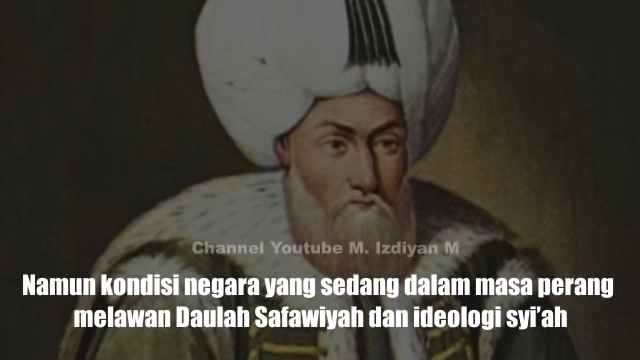 Channel Youtube M. Izdiyan M
Namun kondisi negara yang sedang dalam masa perang
melawan Daulah Safawiyah dan ideologi syi’ah